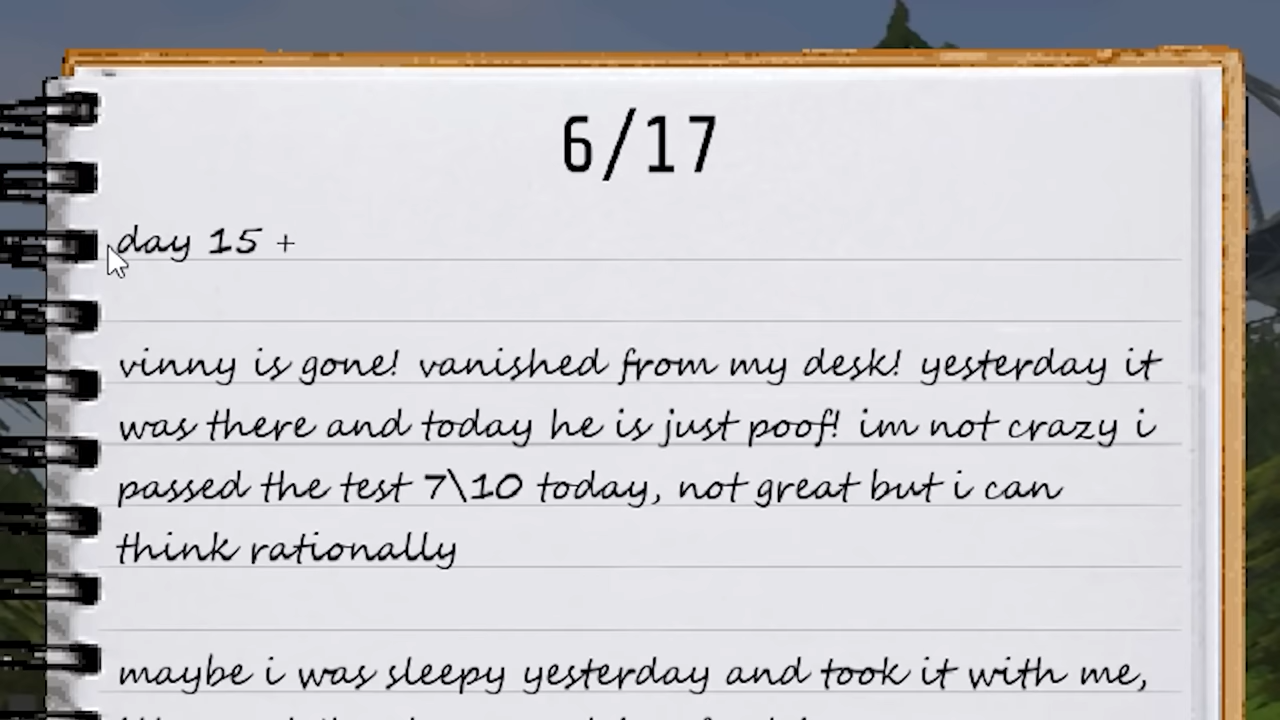 6/17
day 15 +
vinny is gone! vanished from my desk! yesterday it
was there and today he is just poof! im not crazy i
passed the test 7\10 today, not great but i can
think rationally
maybe i was sleepy yesterday and took it with me,